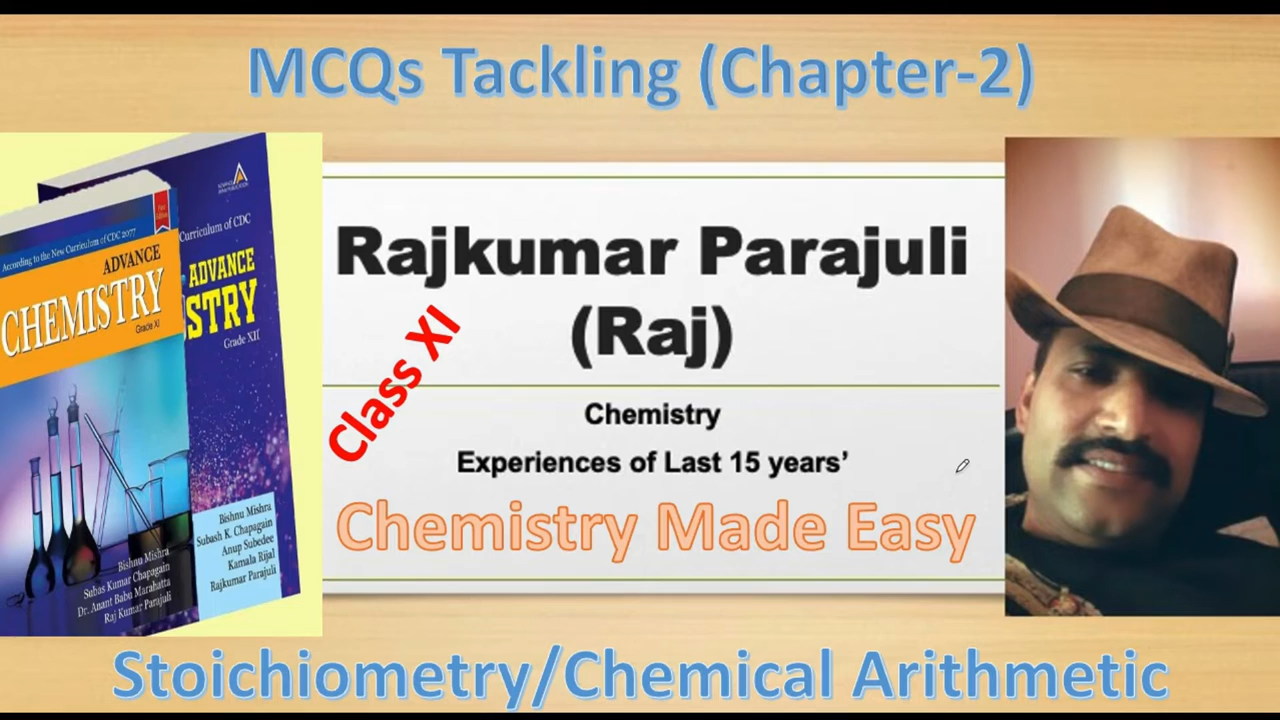 MCQs Tackling (Chapter-2)
Rajkumar Parajuli
(Raj)
Class XI
Chemistry
Experiences of Last 15 years’
Chemistry Made Easy
According to the New Curriculum of CDC 2077
ADVANCE
CHEMISTRY
Grade XI
Bishnu Mishra
Subas Kumar Chapagain
Dr. Anant Babu Marahatta
Raj Kumar Parajuli
Curriculum of CDC
ADVANCE
STRY
Grade XII
Bishnu Mishra
Subash K. Chapagain
Anup Subedee
Kamala Rijal
Rajkumar Parajuli
Stoichiometry/Chemical Arithmetic